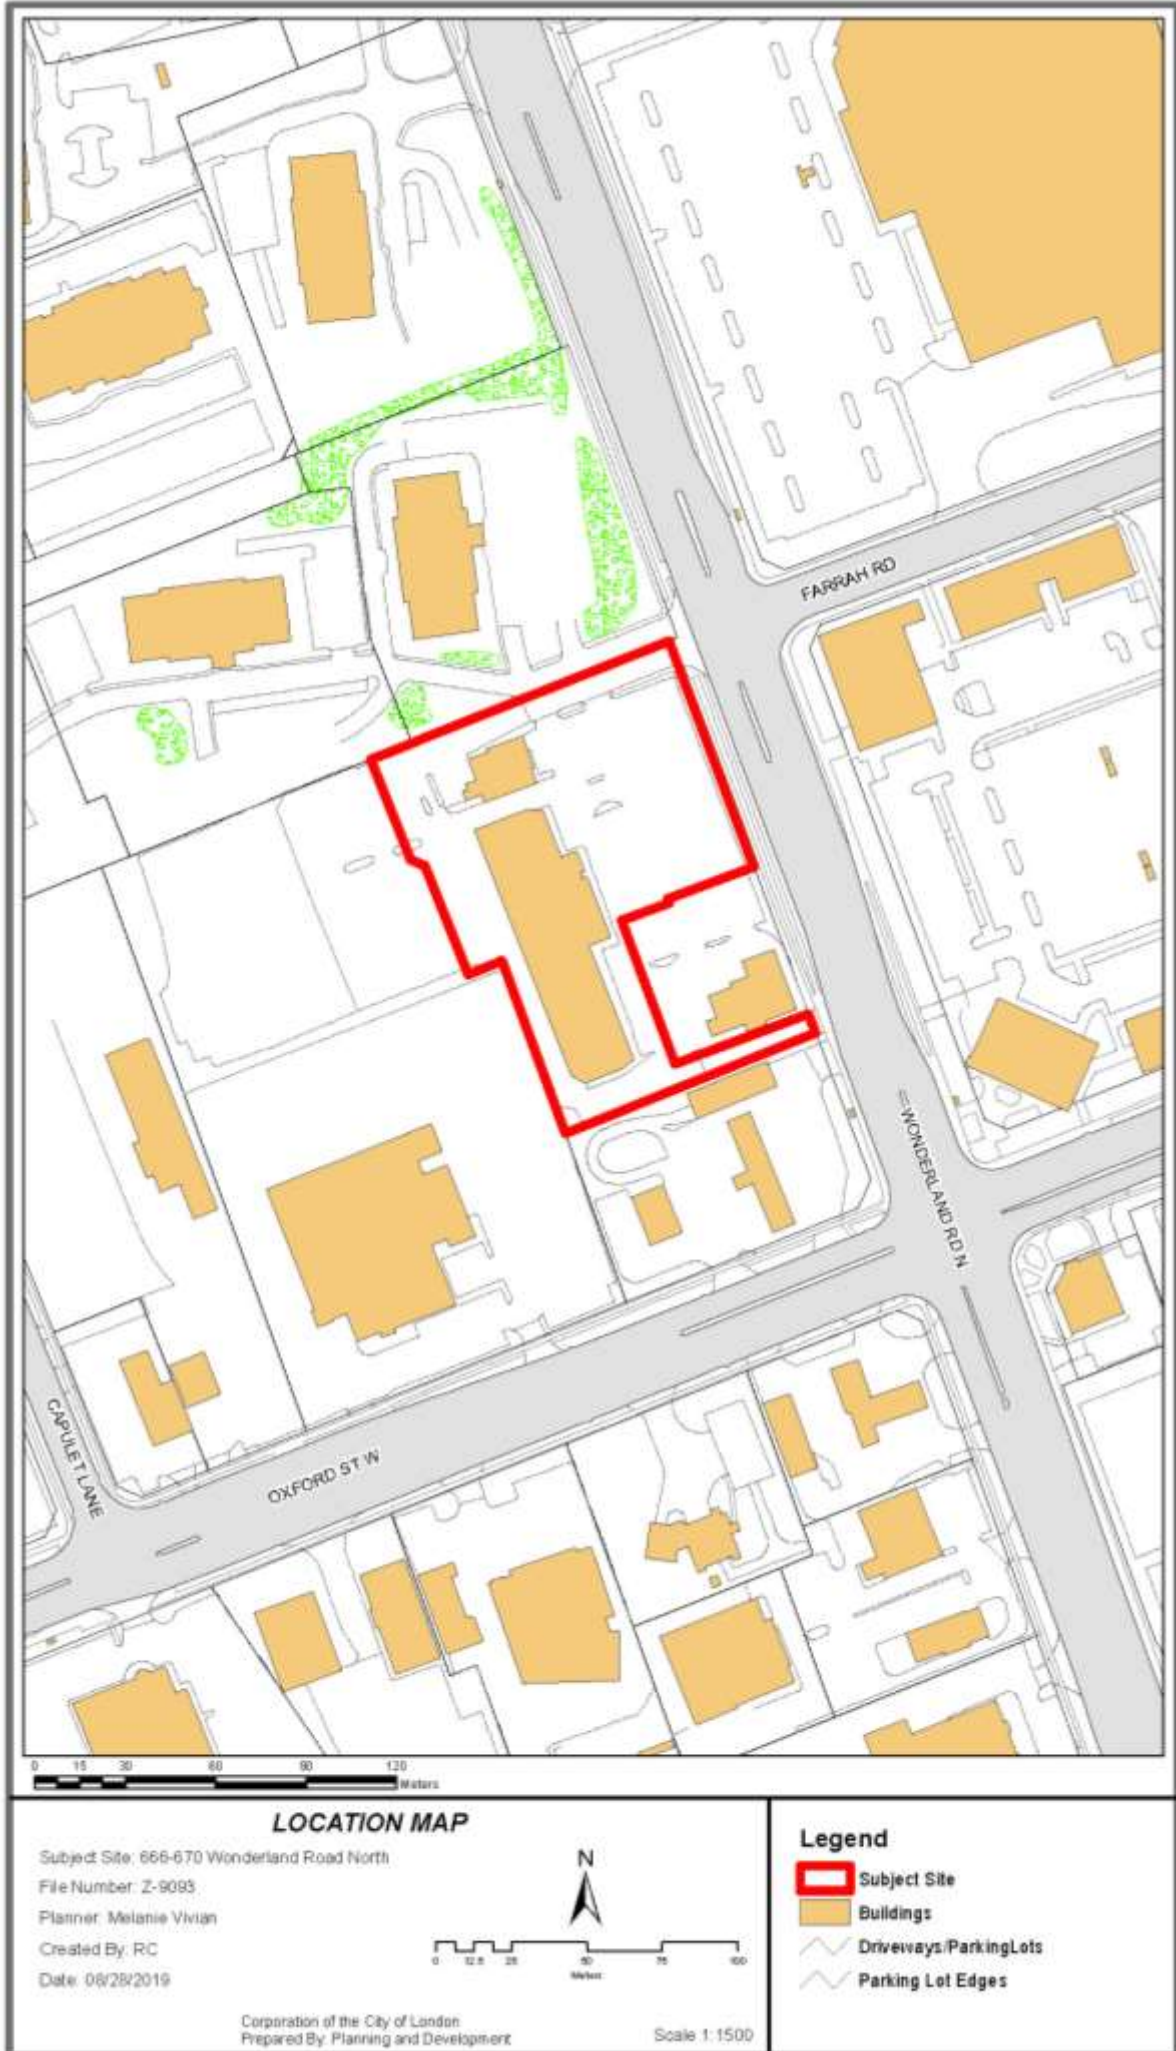 FARRAH RD
WONDERLAND RD N
CAPULET LANE
OXFORD ST W
0 15 30 60 90 120
Meters
LOCATION MAP
Subject Site: 666-670 Wonderland Road North
File Number: Z-9093
Planner: Melanie Vivian
Created By: RC
Date: 08/28/2019
N
0 12.5 25 50 75 100
Meters
Corporation of the City of London
Prepared By: Planning and Development
Scale 1:1500
Legend
Subject Site
Buildings
Driveways/ParkingLots
Parking Lot Edges